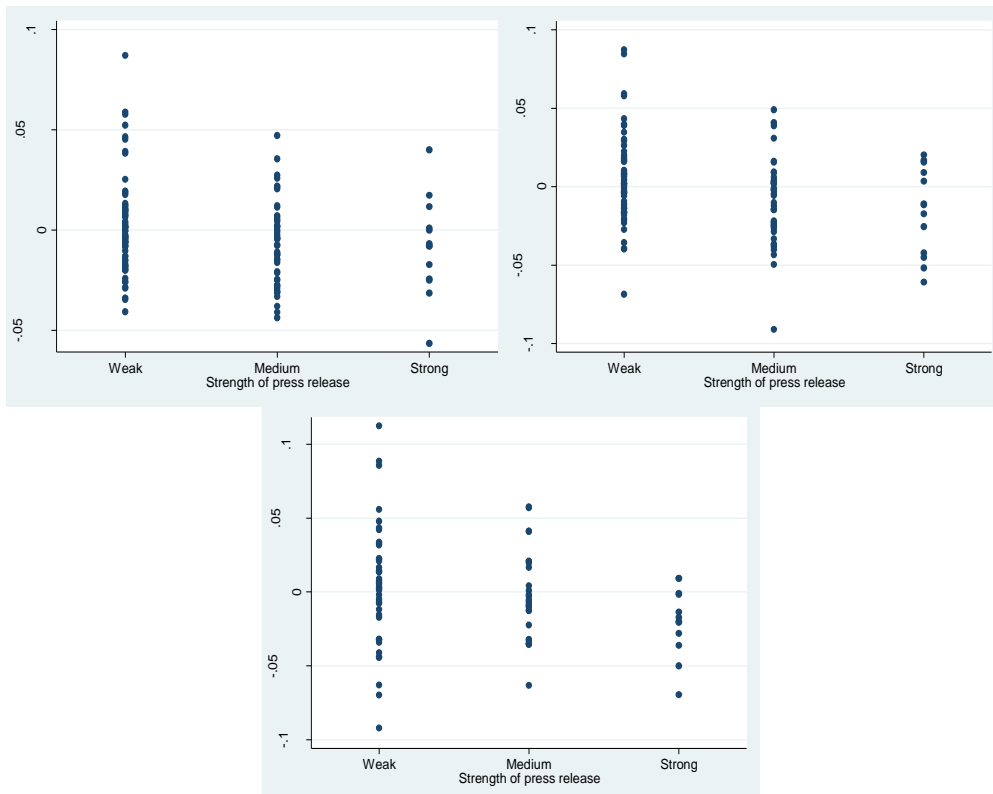 .1
.05
0
-.05
Weak Medium Strong
Strength of press release
.1
.05
0
-.05
-.1
Weak Medium Strong
Strength of press release
.1
.05
0
-.05
-.1
Weak Medium Strong
Strength of press release